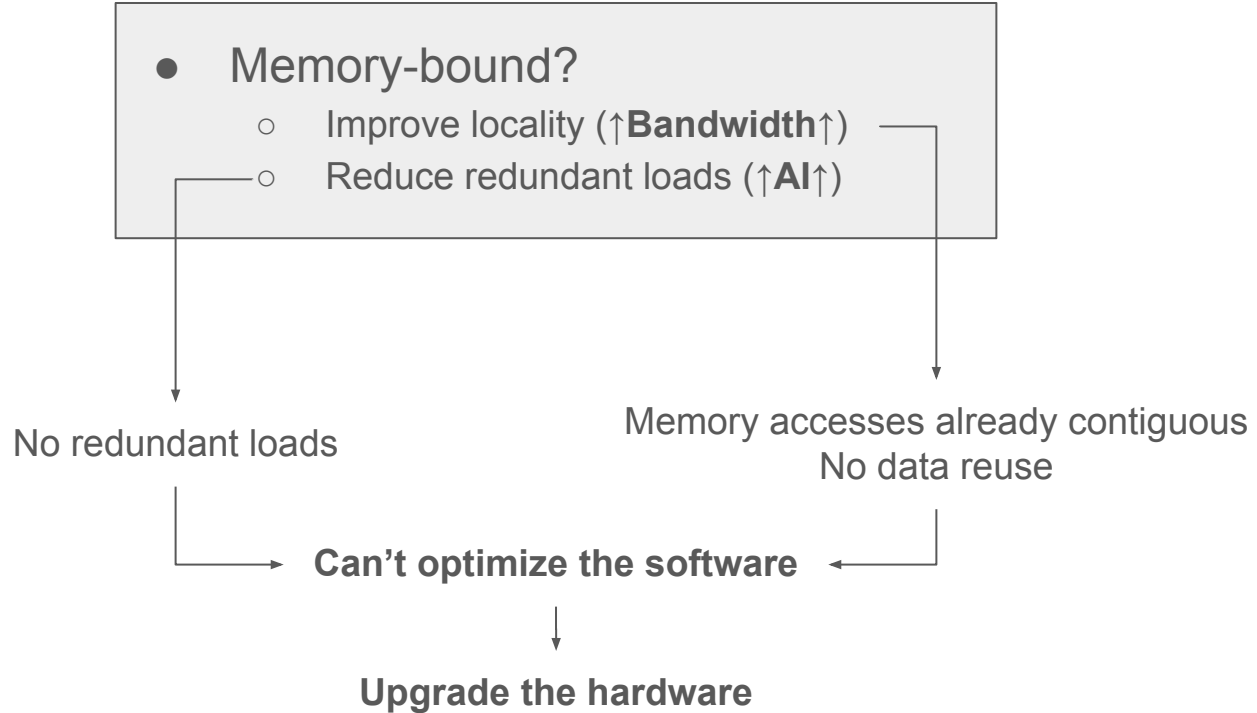 ● Memory-bound?
○ Improve locality (↑Bandwidth↑)
○ Reduce redundant loads (↑AI↑)
No redundant loads
Memory accesses already contiguous
No data reuse
Can’t optimize the software
Upgrade the hardware